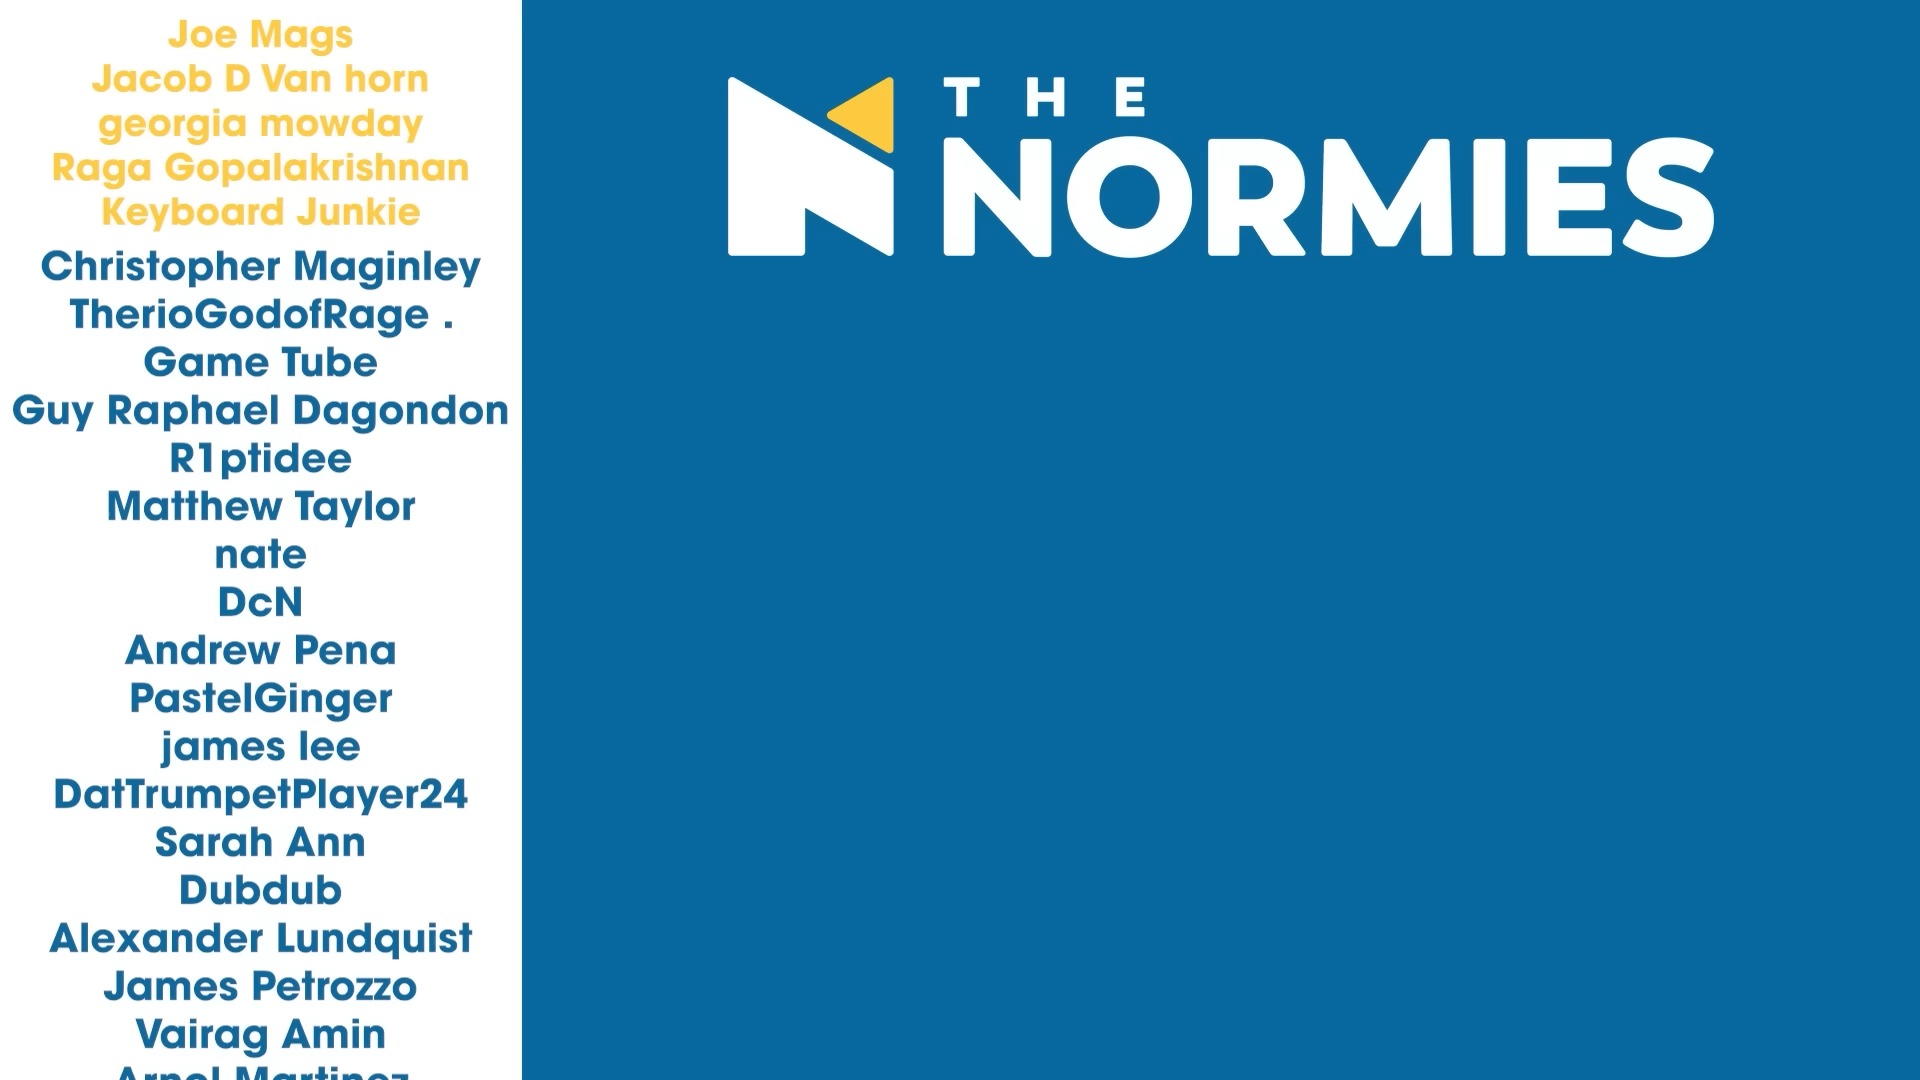 Joe Mags
Jacob D Van horn
georgia mowday
Raga Gopalakrishnan
Keyboard Junkie
Christopher Maginley
TherioGodofRage .
Game Tube
Guy Raphael Dagondon
R1ptidee
Matthew Taylor
nate
DcN
Andrew Pena
PastelGinger
james lee
DatTrumpetPlayer24
Sarah Ann
Dubdub
Alexander Lundquist
James Petrozzo
Vairag Amin
Arnel Martinez
THE
NORMIES